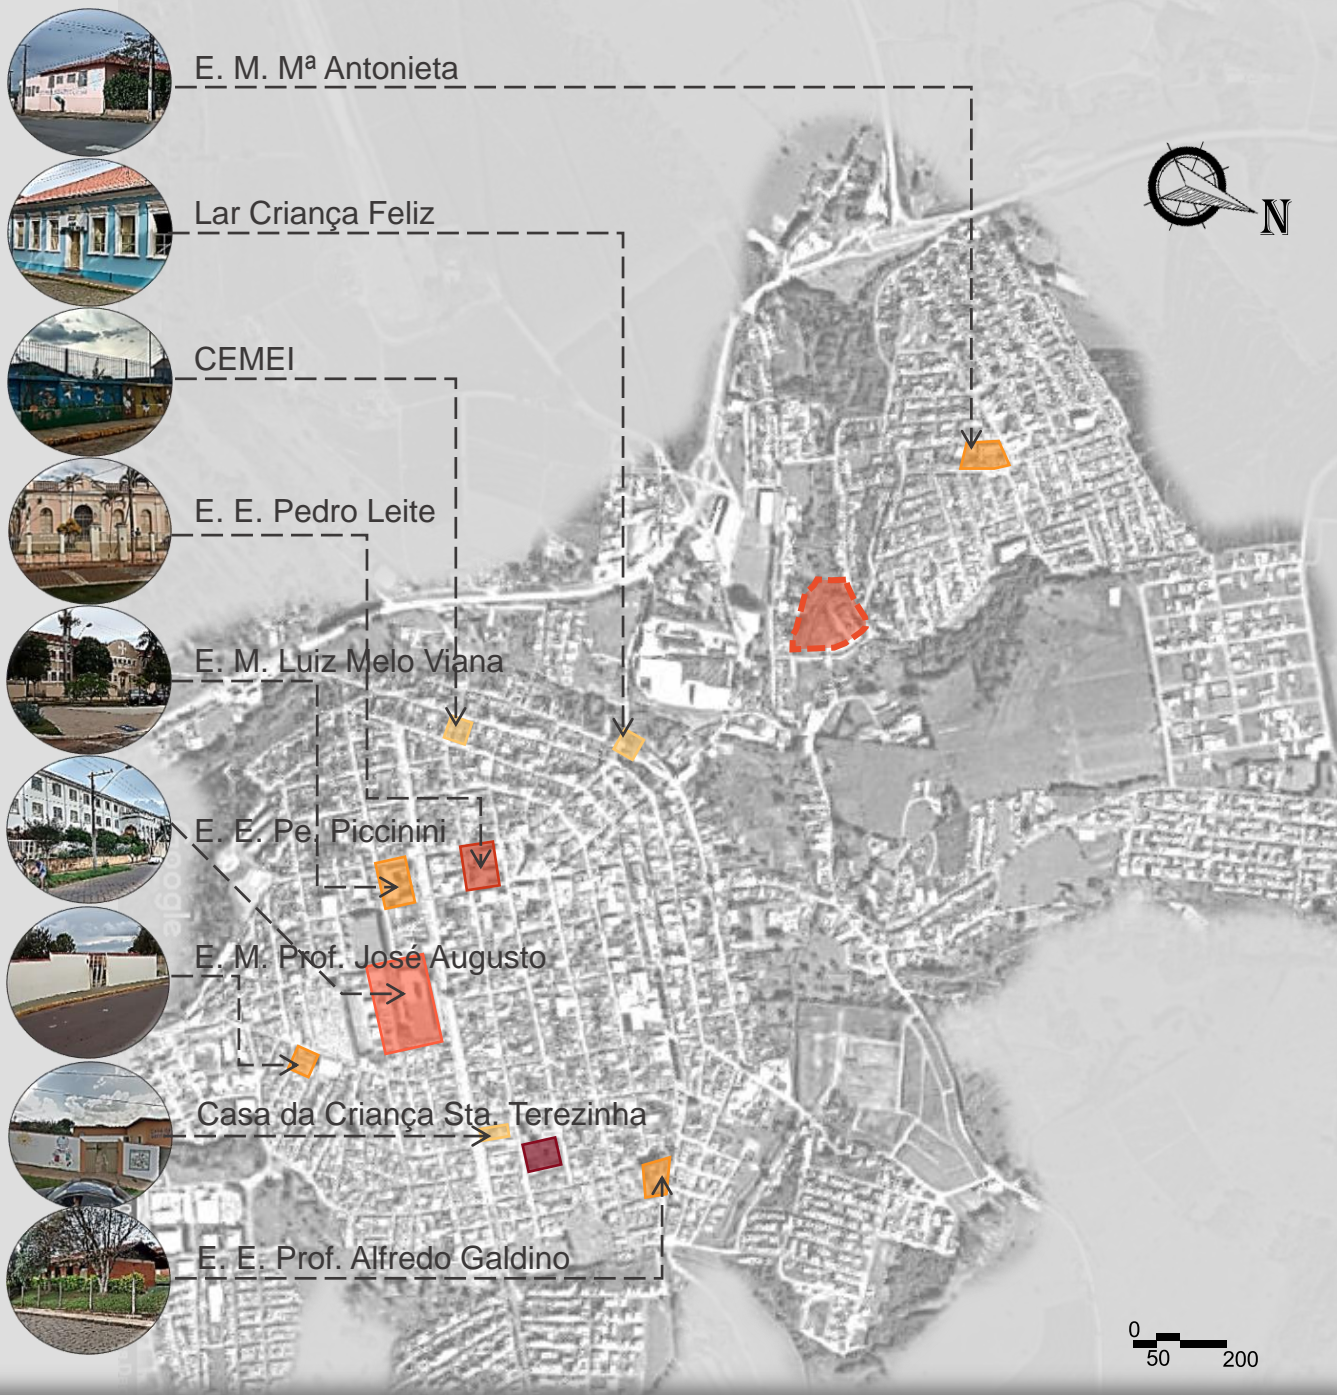 E. M. Mª Antonieta
N
Lar Criança Feliz
CEMEI
E. E. Pedro Leite
E. M. Luiz Melo Viana
E. E. Pe. Piccinini
E. M. Prof. José Augusto
Casa da Criança Sta. Terezinha
E. E. Prof. Alfredo Galdino
0
50
200